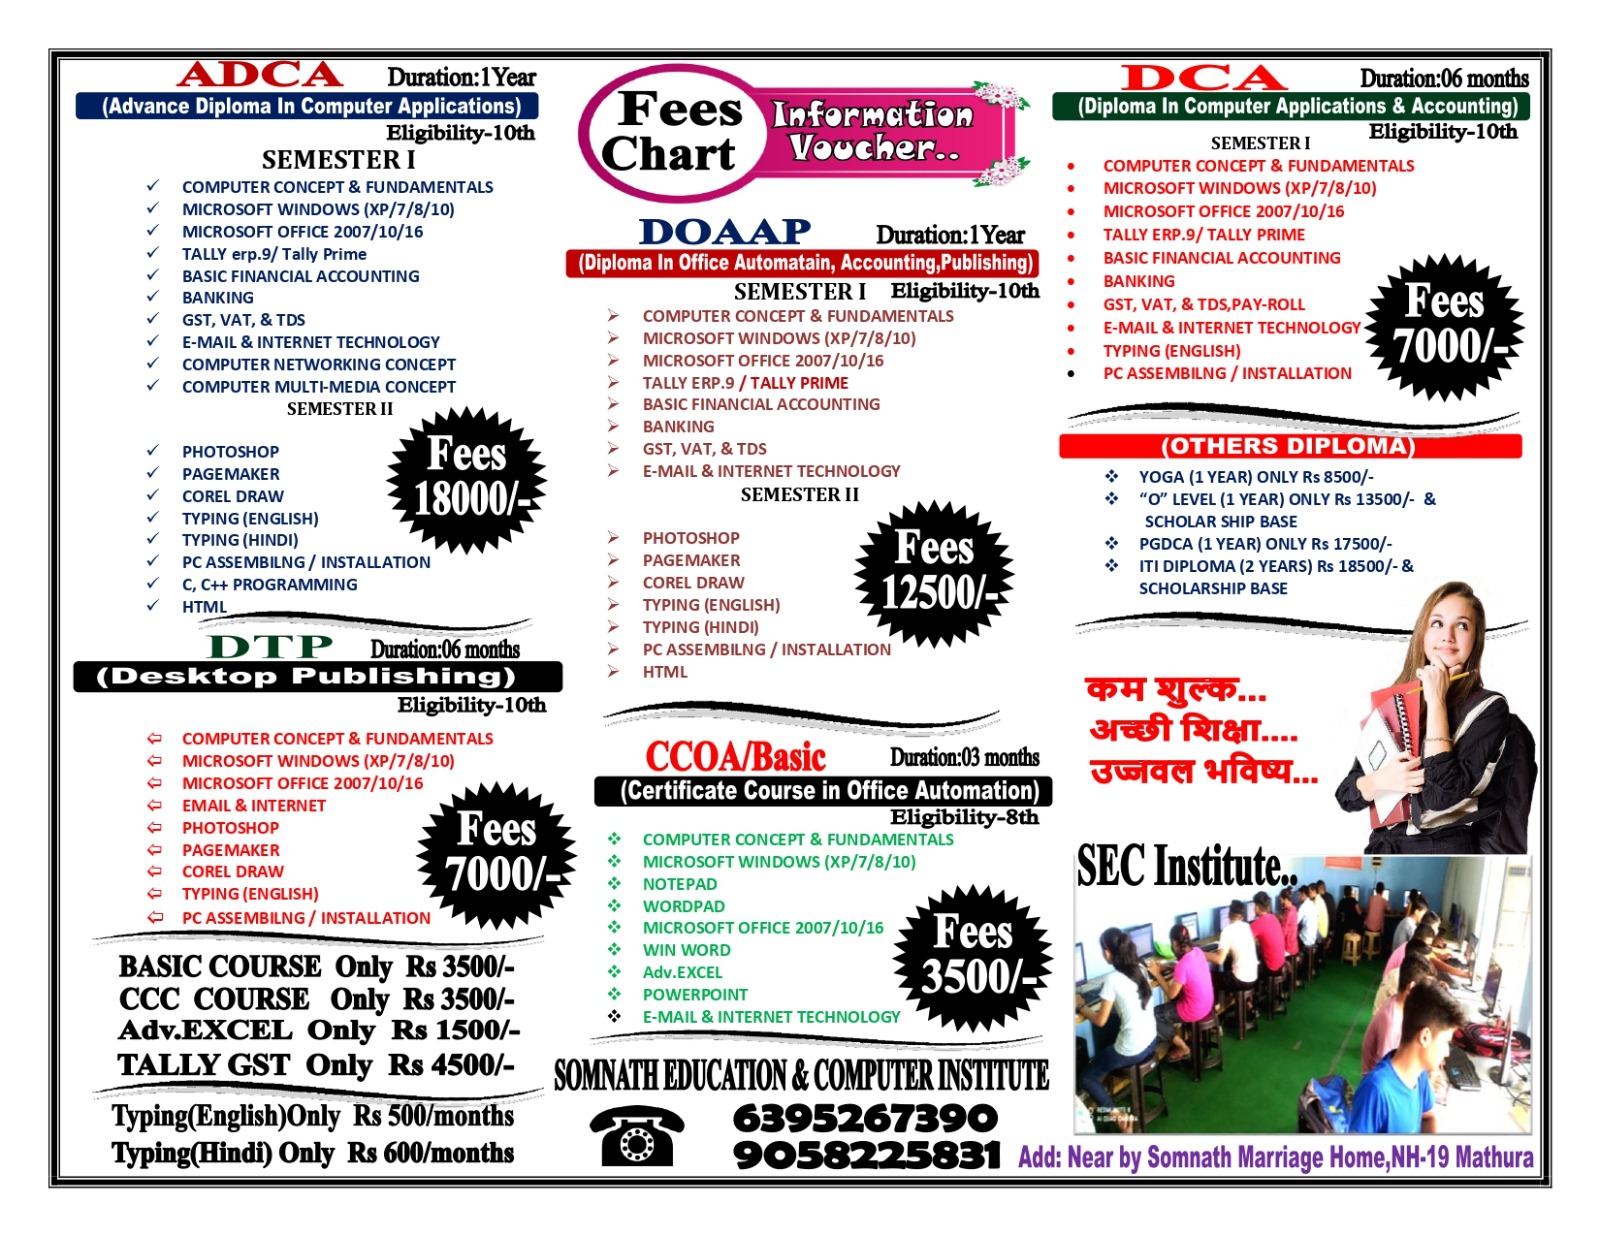 ADCA Duration:1Year
(Advance Diploma In Computer Applications)
Eligibility-10th
SEMESTER I
COMPUTER CONCEPT & FUNDAMENTALS
MICROSOFT WINDOWS (XP/7/8/10)
MICROSOFT OFFICE 2007/10/16
TALLY erp.9/ Tally Prime
BASIC FINANCIAL ACCOUNTING
BANKING
GST, VAT, & TDS
E-MAIL & INTERNET TECHNOLOGY
COMPUTER NETWORKING CONCEPT
COMPUTER MULTI-MEDIA CONCEPT
SEMESTER II
PHOTOSHOP
PAGEMAKER
COREL DRAW
TYPING (ENGLISH)
TYPING (HINDI)
PC ASSEMBILNG / INSTALLATION
C, C++ PROGRAMMING
HTML
Fees
18000/-
DTP Duration:06 months
(Desktop Publishing)
Eligibility-10th
COMPUTER CONCEPT & FUNDAMENTALS
MICROSOFT WINDOWS (XP/7/8/10)
MICROSOFT OFFICE 2007/10/16
EMAIL & INTERNET
PHOTOSHOP
PAGEMAKER
COREL DRAW
TYPING (ENGLISH)
PC ASSEMBILNG / INSTALLATION
Fees
7000/-
BASIC COURSE Only Rs 3500/-
CCC COURSE Only Rs 3500/-
Adv.EXCEL Only Rs 1500/-
TALLY GST Only Rs 4500/-
Typing(English)Only Rs 500/months
Typing(Hindi) Only Rs 600/months
Fees
Chart
Information
Voucher..
DOAAP Duration:1Year
(Diploma In Office Automatain, Accounting,Publishing)
SEMESTER I Eligibility-10th
COMPUTER CONCEPT & FUNDAMENTALS
MICROSOFT WINDOWS (XP/7/8/10)
MICROSOFT OFFICE 2007/10/16
TALLY ERP.9 / TALLY PRIME
BASIC FINANCIAL ACCOUNTING
BANKING
GST, VAT, & TDS
E-MAIL & INTERNET TECHNOLOGY
SEMESTER II
PHOTOSHOP
PAGEMAKER
COREL DRAW
TYPING (ENGLISH)
TYPING (HINDI)
PC ASSEMBILNG / INSTALLATION
HTML
Fees
12500/-
CCOA/Basic Duration:03 months
(Certificate Course in Office Automation)
Eligibility-8th
COMPUTER CONCEPT & FUNDAMENTALS
MICROSOFT WINDOWS (XP/7/8/10)
NOTEPAD
WORDPAD
MICROSOFT OFFICE 2007/10/16
WIN WORD
Adv.EXCEL
POWERPOINT
E-MAIL & INTERNET TECHNOLOGY
Fees
3500/-
SOMNATH EDUCATION & COMPUTER INSTITUTE
6395267390
9058225831
DCA Duration:06 months
(Diploma In Computer Applications & Accounting)
Eligibility-10th
SEMESTER I
COMPUTER CONCEPT & FUNDAMENTALS
MICROSOFT WINDOWS (XP/7/8/10)
MICROSOFT OFFICE 2007/10/16
TALLY ERP.9/ TALLY PRIME
BASIC FINANCIAL ACCOUNTING
BANKING
GST, VAT, & TDS,PAY-ROLL
E-MAIL & INTERNET TECHNOLOGY
TYPING (ENGLISH)
PC ASSEMBILNG / INSTALLATION
Fees
7000/-
(OTHERS DIPLOMA)
YOGA (1 YEAR) ONLY Rs 8500/-
“O” LEVEL (1 YEAR) ONLY Rs 13500/- &
SCHOLAR SHIP BASE
PGDCA (1 YEAR) ONLY Rs 17500/-
ITI DIPLOMA (2 YEARS) Rs 18500/- &
SCHOLARSHIP BASE
कम शुल्क...
अच्छी शिक्षा....
उज्जवल भविष्य...
SEC Institute..
Add: Near by Somnath Marriage Home,NH-19 Mathura